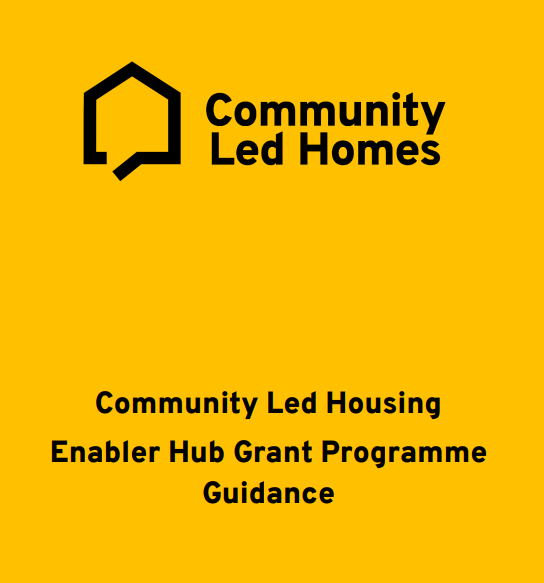 Community
Led Homes
Community Led Housing
Enabler Hub Grant Programme
Guidance